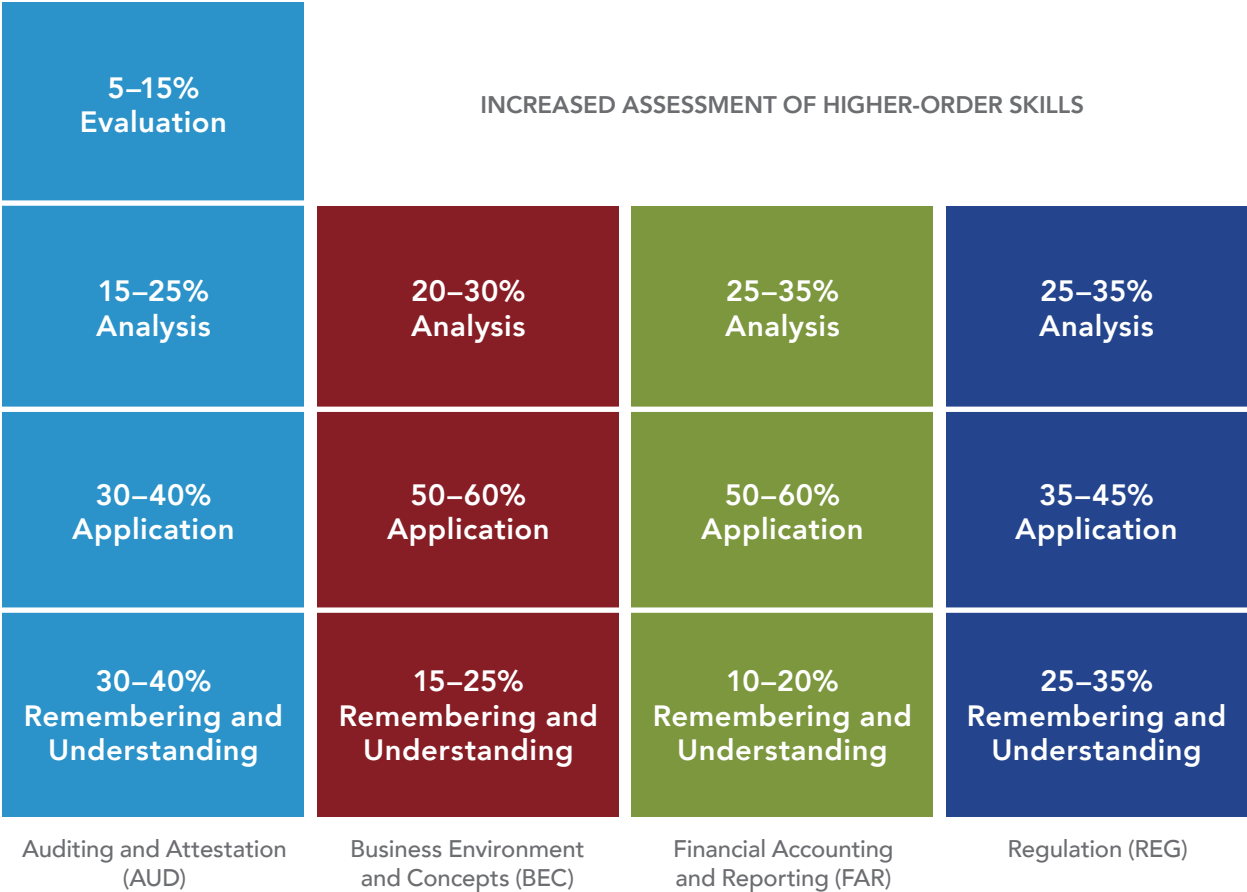 5–15%
Evaluation
INCREASED ASSESSMENT OF HIGHER-ORDER SKILLS
15–25%
Analysis
20–30%
Analysis
25–35%
Analysis
25–35%
Analysis
30–40%
Application
50–60%
Application
50–60%
Application
35–45%
Application
30–40%
Remembering and
Understanding
15–25%
Remembering and
Understanding
10–20%
Remembering and
Understanding
25–35%
Remembering and
Understanding
Auditing and Attestation
(AUD)
Business Environment
and Concepts (BEC)
Financial Accounting
and Reporting (FAR)
Regulation (REG)